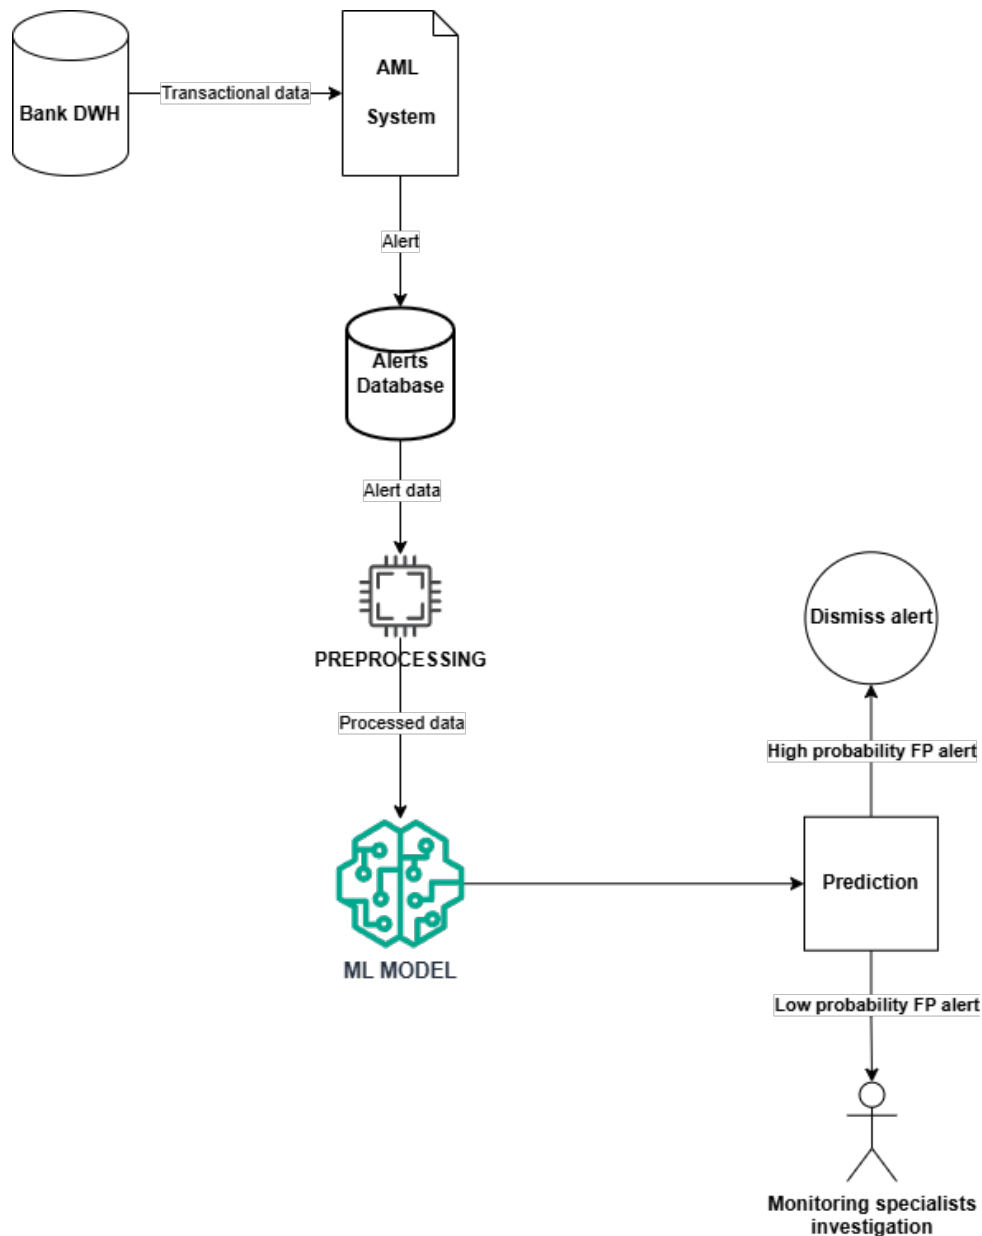 Bank DWH
Transactional data
AML
System
Alert
Alerts
Database
Alert data
PREPROCESSING
Processed data
ML MODEL
Dismiss alert
High probability FP alert
Prediction
Low probability FP alert
Monitoring specialists
investigation